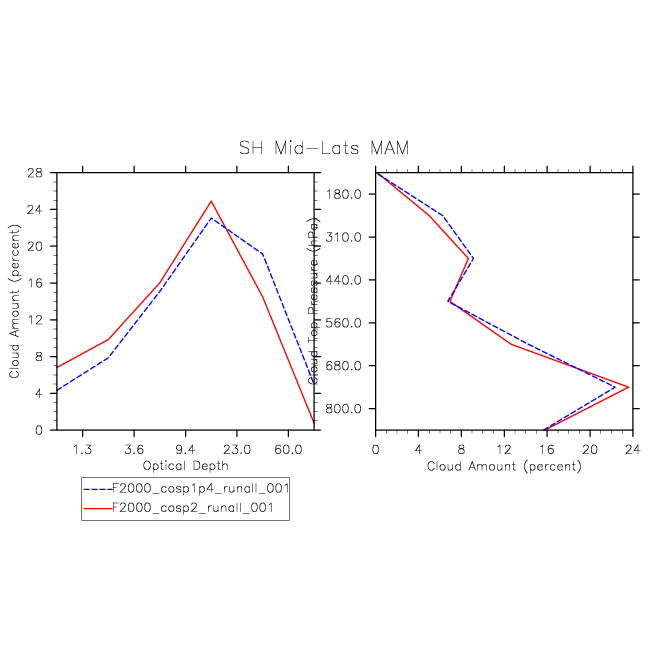 SH Mid-Lats MAM
Cloud Amount (percent)
28
24
20
16
12
8
4
0
1.3 3.6 9.4 23.0 60.0
Optical Depth
Cloud Top Pressure (hPa)
180.0
310.0
440.0
560.0
680.0
800.0
0 4 8 12 16 20 24
Cloud Amount (percent)
F2000_cosp1p4_runall_001
F2000_cosp2_runall_001